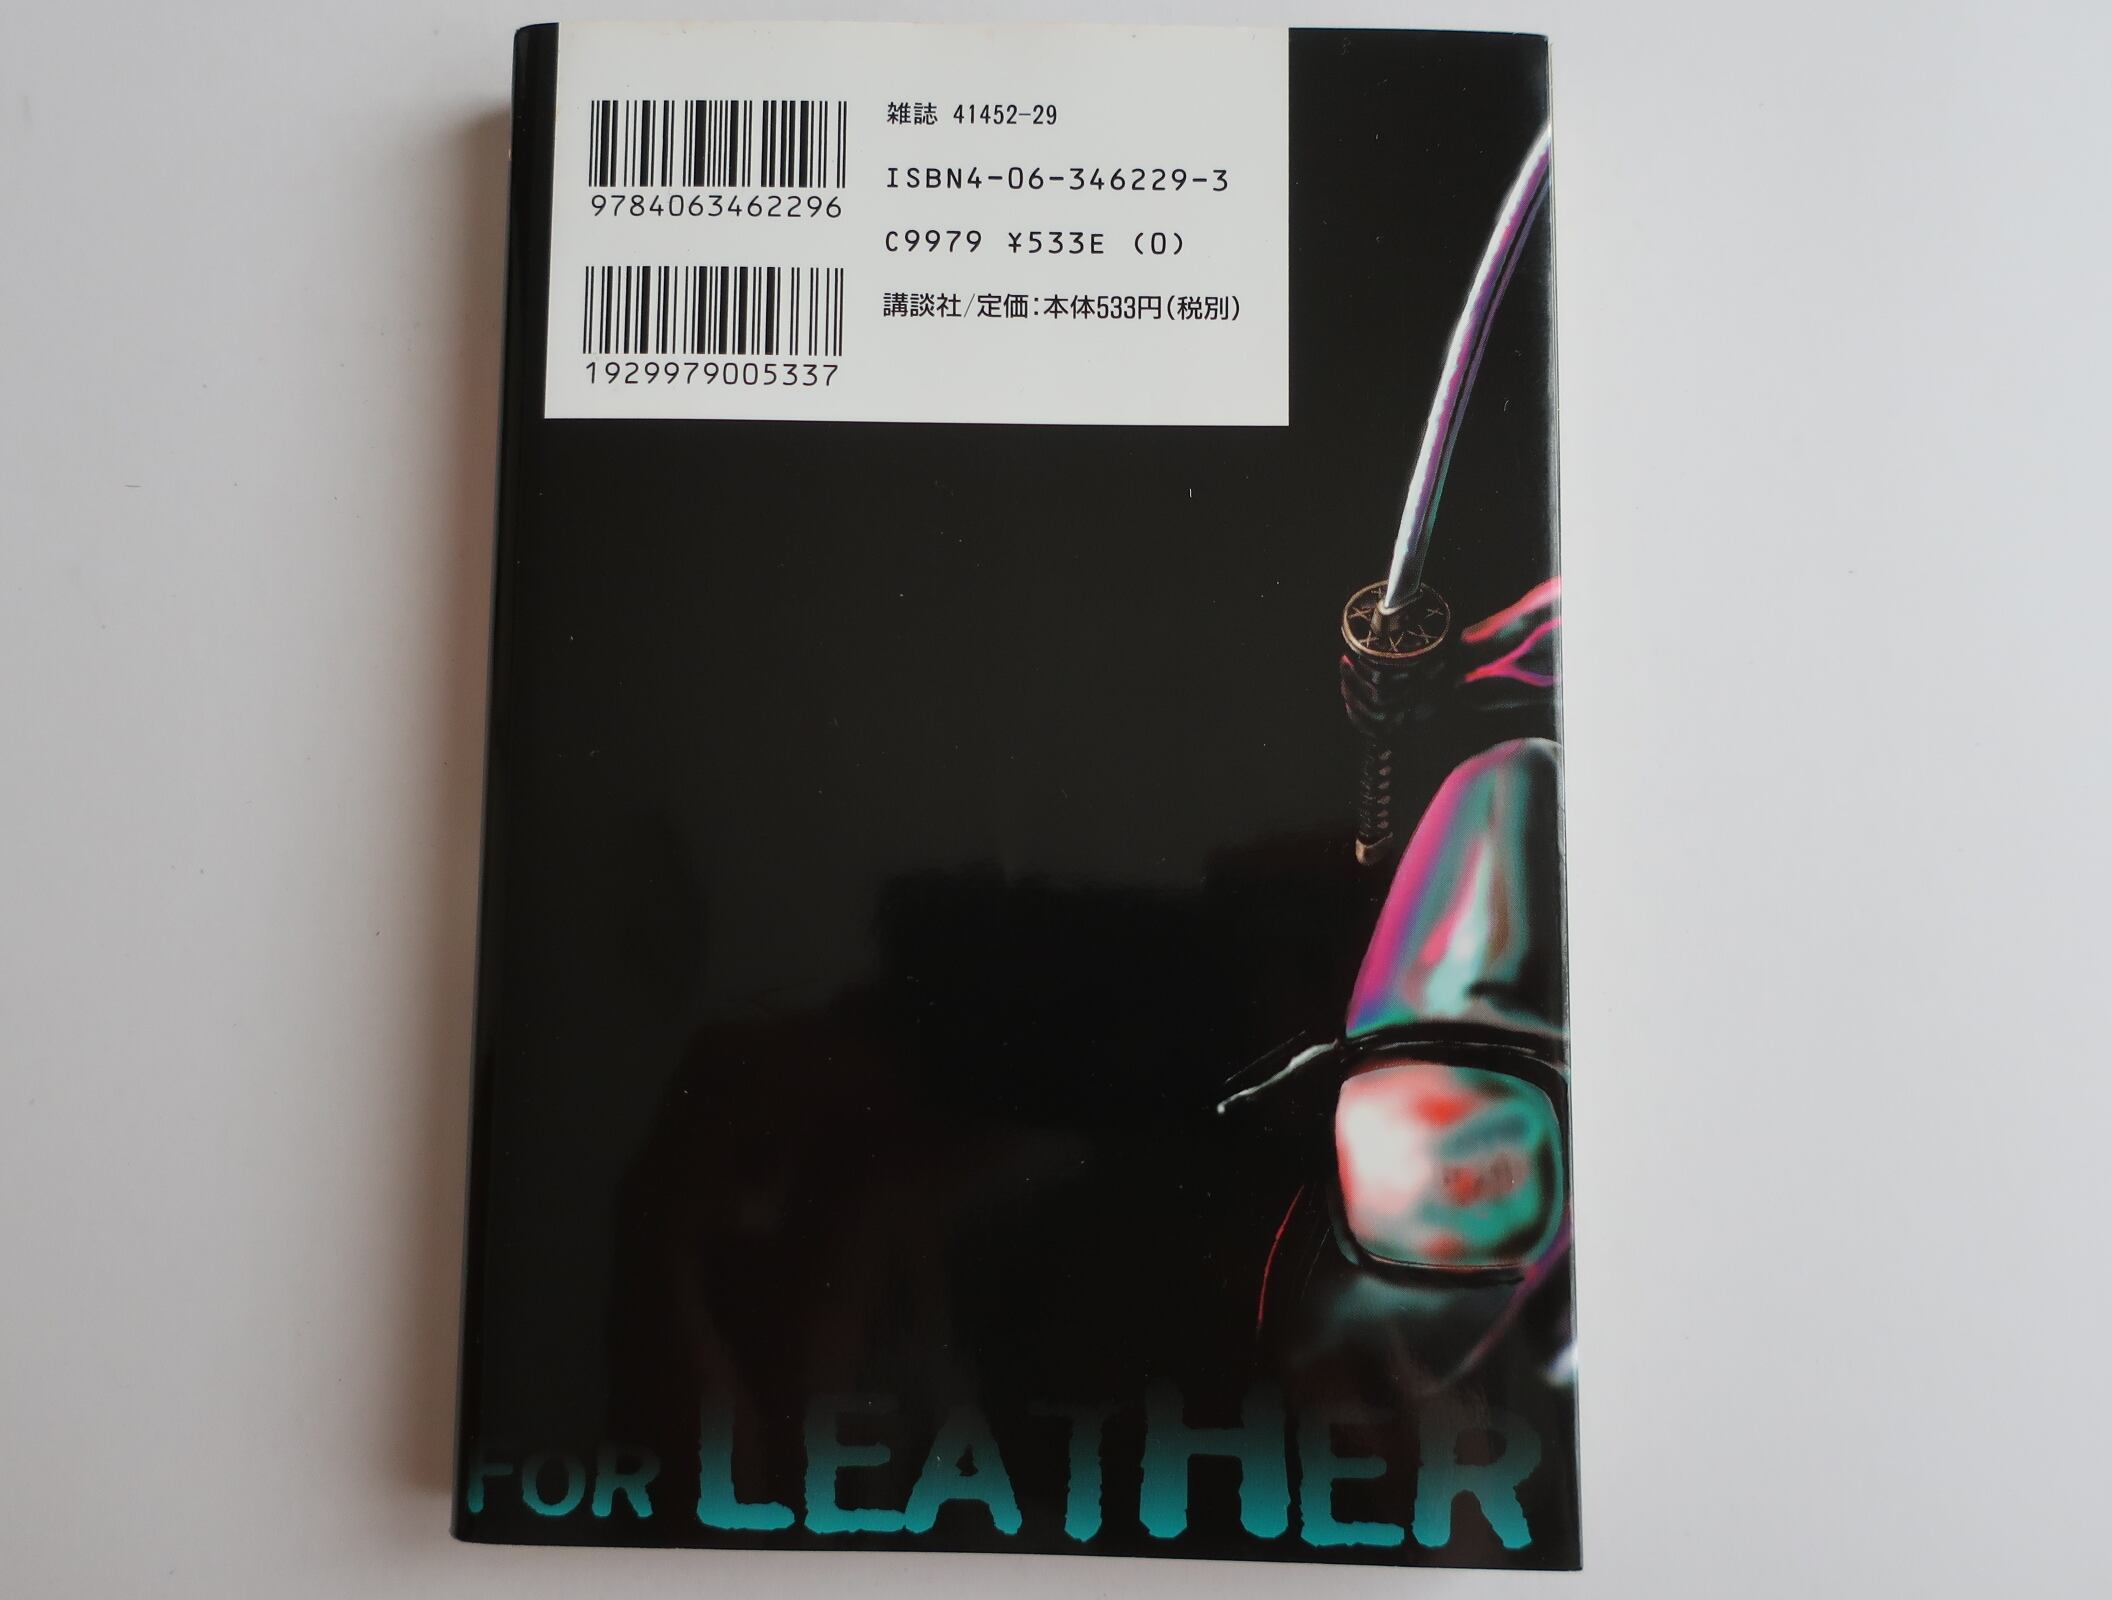 雑誌 41452-29
ISBN4-06-346229-3
9784063462296
C9979 ¥533E (0)
講談社/定価:本体533円(税別)
1929979005337
FOR LEATHER